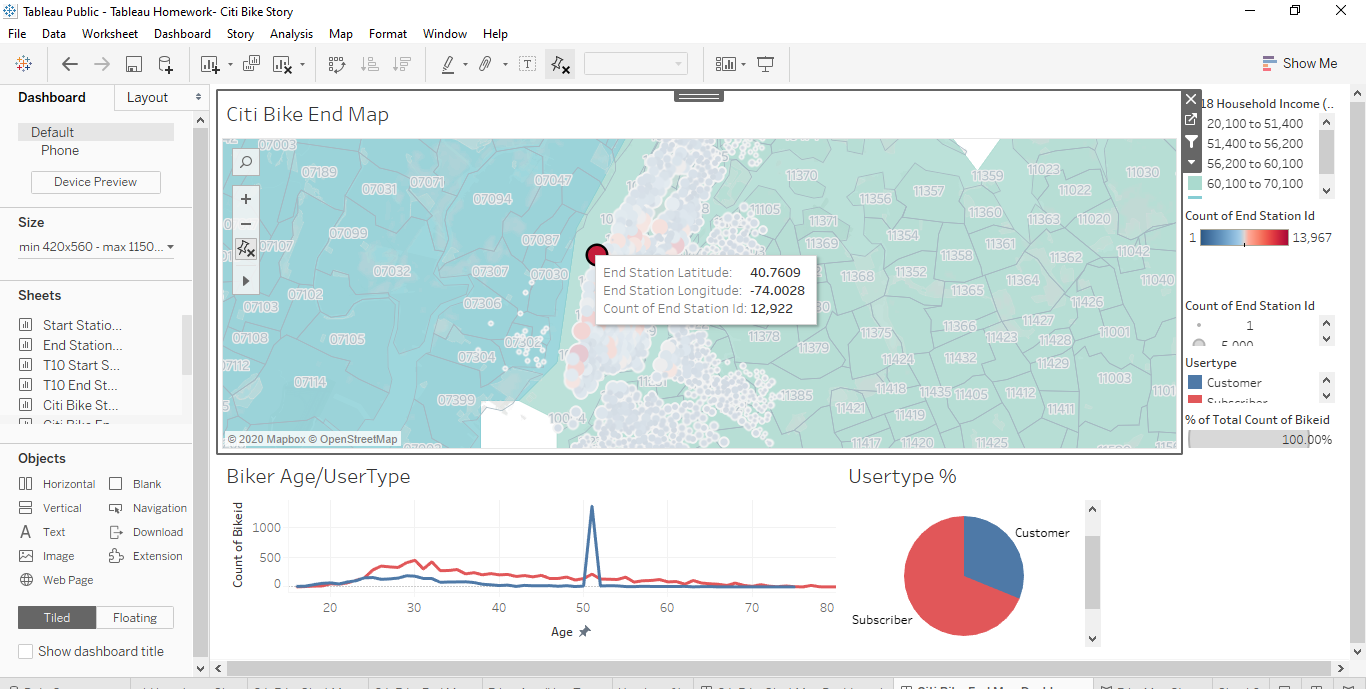 Tableau Public - Tableau Homework- Citi Bike Story
File Data Worksheet Dashboard Story Analysis Map Format Window Help
Show Me
Dashboard Layout
Default
Phone
Device Preview
Size
min 420x560 - max 1150...
Sheets
Start Statio...
End Station...
T10 Start S...
T10 End St...
Citi Bike St...
Objects
Horizontal Blank
Vertical Navigation
Text Download
Image Extension
Web Page
Tiled Floating
Show dashboard title
Citi Bike End Map
07003
07189
07031
07071
07047
07094
07099
07087
07107
07032
07307
07030
07102
07103
07306
07108
07105
07302
07304
07112
07114
07399
11105
11370
11359
11023
11030
11356
11357
11022
11360
11363
11020
11371
11369
11354
11361
11362
11042
11368
11352
11358
11364
11040
11365
11426
11366
11427
11001
11378
11375
11423
11428
11379
11424
11432
11429
11003
11385
11418
11435
11405
11412
11421
11419
11411
11417
11420
11425
End Station Latitude: 40.7609
End Station Longitude: -74.0028
Count of End Station Id: 12,922
© 2020 Mapbox © OpenStreetMap
18 Household Income (..
20,100 to 51,400
51,400 to 56,200
56,200 to 60,100
60,100 to 70,100
Count of End Station Id
1 13,967
Count of End Station Id
1
5,000
Usertype
Customer
Subscriber
% of Total Count of Bikeid
100.00%
Biker Age/UserType
Count of Bikeid
1000
500
0
20 30 40 50 60 70 80
Age
Usertype %
Customer
Subscriber